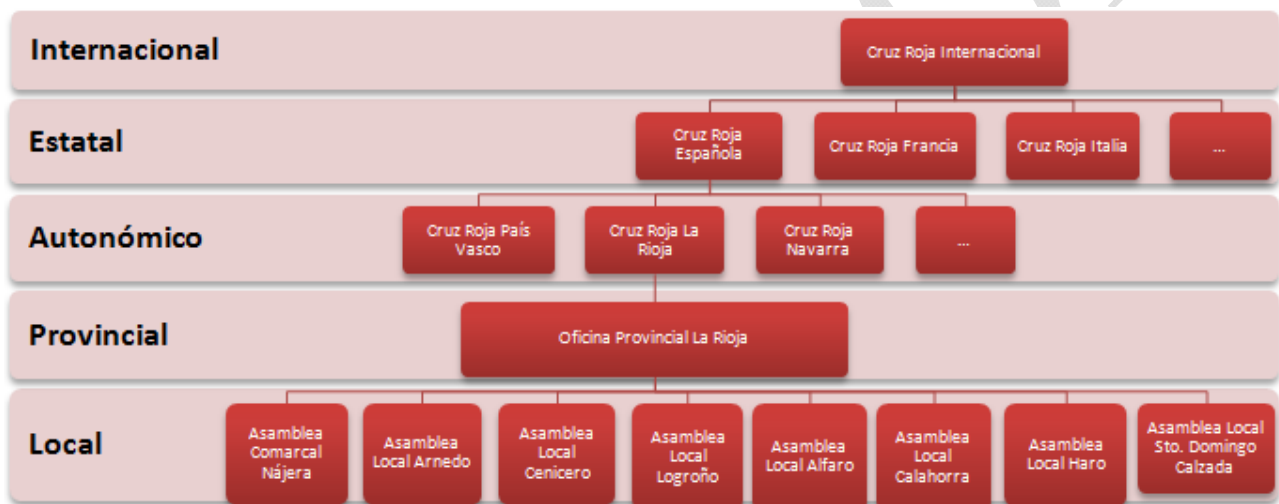 Internacional
Cruz Roja Internacional
Estatal
Cruz Roja
Española
Cruz Roja Francia
Cruz Roja Italia
...
Autonómico
Cruz Roja País
Vasco
Cruz Roja La
Rioja
Cruz Roja
Navarra
...
Provincial
Oficina Provincial La Rioja
Local
Asamblea
Comarcal
Nájera
Asamblea
Local Arnedo
Asamblea
Local
Cenicero
Asamblea
Local
Logroño
Asamblea
Local Alfaro
Asamblea
Local
Calahorra
Asamblea
Local Haro
Asamblea Local
Sto. Domingo
Calzada